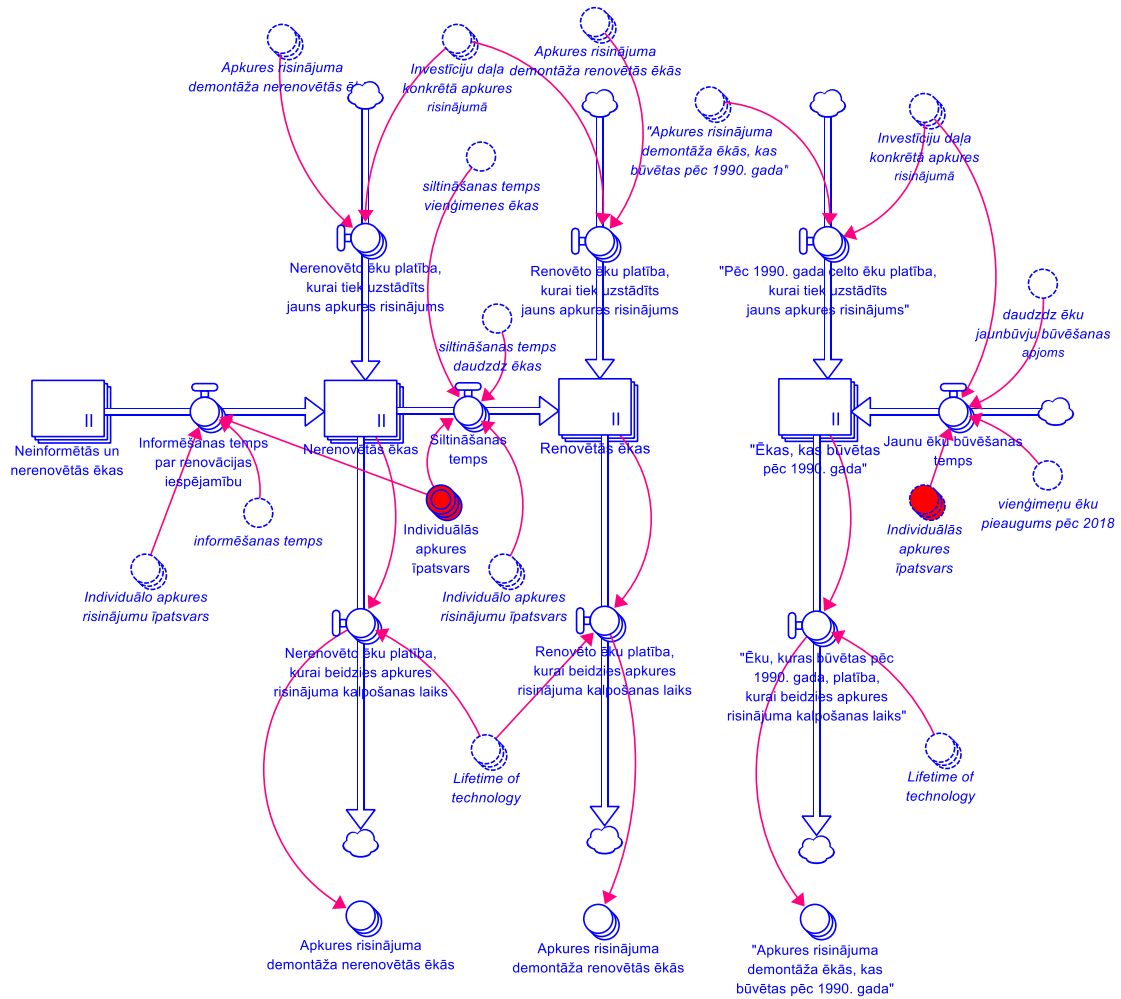 Apkures risinājuma
demontāža nerenovētās
Investīciju daļa
konkrētā apkures
risinājumā
Apkures risinājuma
demontāža renovētās ēkās
"Apkures risinājuma
demontāža ēkās, kas
būvētas pēc 1990. gada"
Investīciju daļa
konkrētā apkures
risinājumā
siltināšanas temps
vienģimenes ēkas
Nerenovēto ēku platība,
kurai tiek uzstādīts
jauns apkures risinājums
Renovēto ēku platība,
kurai tiek uzstādīts
jauns apkures risinājums
"Pēc 1990. gada celto ēku platība,
kurai tiek uzstādīts
jauns apkures risinājums"
daudzdz ēku
jaunbūvju būvēšanas
apjoms
siltināšanas temps
daudzdz ēkas
Neinformētās un
nerenovētās ēkas
Informēšanas temps
par renovācijas
iespējamību
Nerenovētās ēkas
Siltināšanas
temps
Renovētās ēkas
"Ēkas, kas būvētas
pēc 1990. gada"
Jaunu ēku būvēšanas
temps
informēšanas temps
Individuālās
apkures
īpatsvars
Individuālās
apkures
īpatsvars
vienģimeņu ēku
pieaugums pēc 2018
Individuālo apkures
risinājumu īpatsvars
Individuālo apkures
risinājumu īpatsvars
Nerenovēto ēku platība,
kurai beidzies apkures
risinājuma kalpošanas laiks
Renovēto ēku platība,
kurai beidzies apkures
risinājuma kalpošanas laiks
"Ēku, kuras būvētas pēc
1990. gada, platība,
kurai beidzies apkures
risinājuma kalpošanas laiks"
Lifetime of
technology
Lifetime of
technology
Apkures risinājuma
demontāža nerenovētās ēkās
Apkures risinājuma
demontāža renovētās ēkās
"Apkures risinājuma
demontāža ēkās, kas
būvētas pēc 1990. gada"